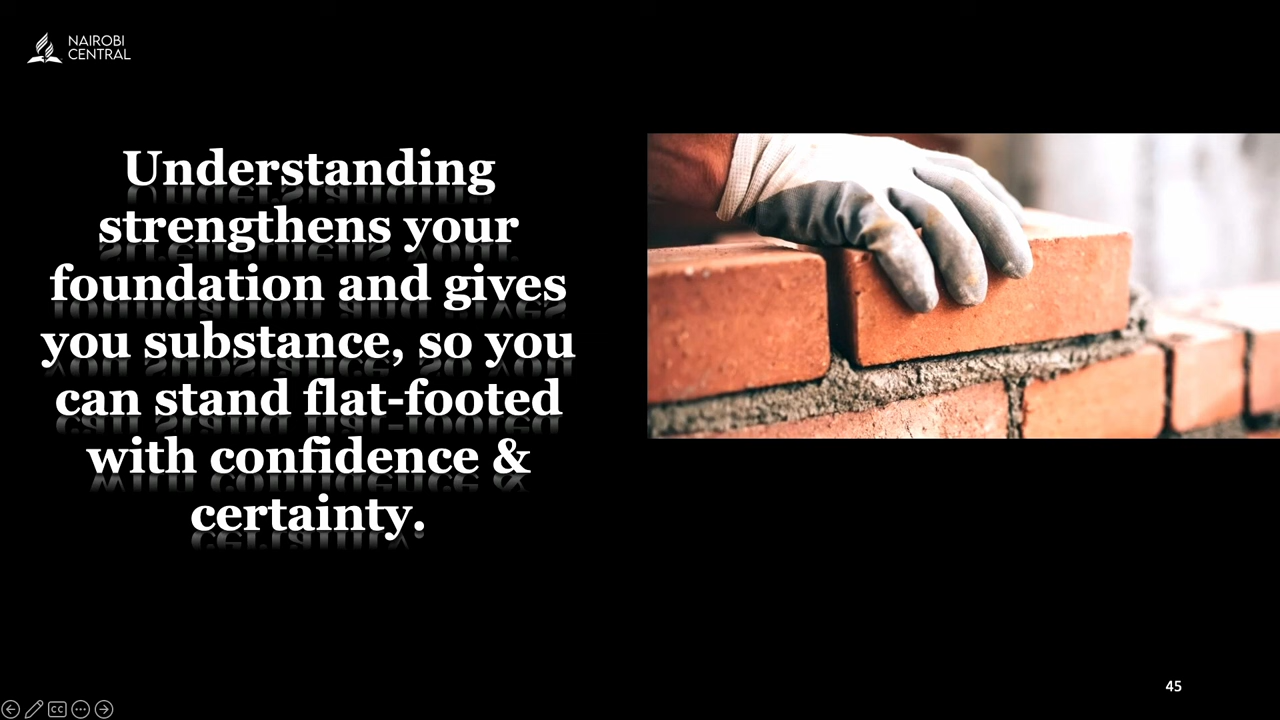 NAIROBI
CENTRAL
Understanding
strengthens your
foundation and gives
you substance, so you
can stand flat-footed
with confidence &
certainty.
45
CC